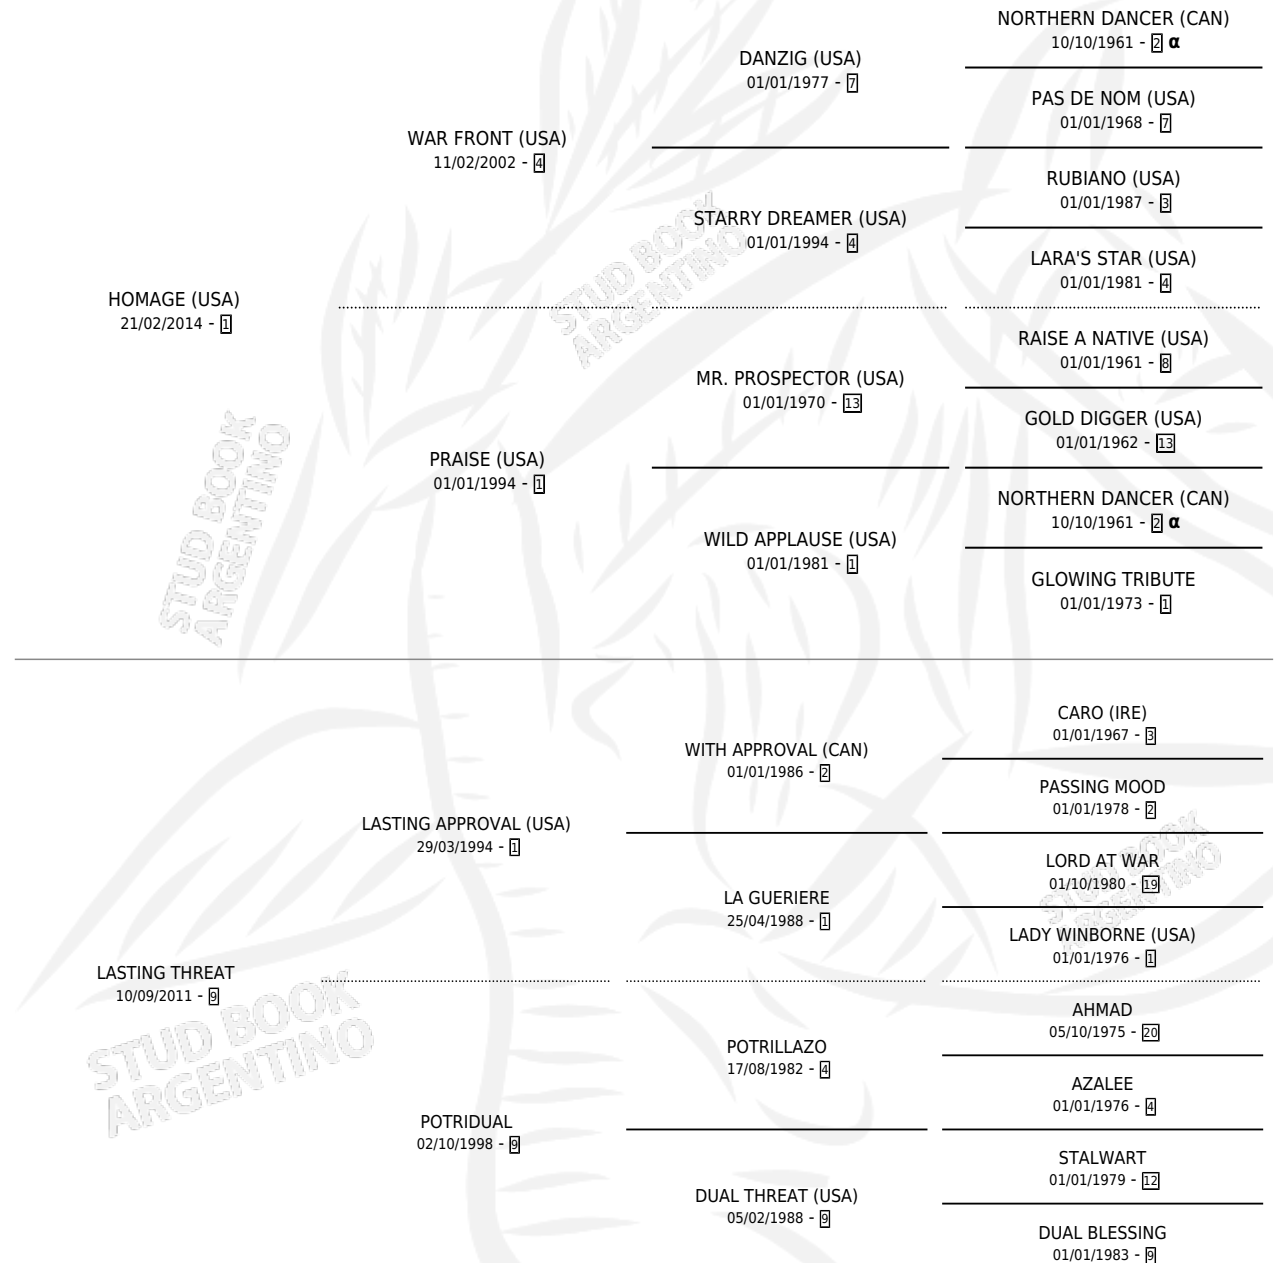 NORTHERN DANCER (CAN)
10/10/1961 - 2 α
DANZIG (USA)
01/01/1977 - 7
PAS DE NOM (USA)
01/01/1968 - 7
WAR FRONT (USA)
11/02/2002 - 4
RUBIANO (USA)
01/01/1987 - 3
STARRY DREAMER (USA)
01/01/1994 - 4
LARA'S STAR (USA)
01/01/1981 - 4
HOMAGE (USA)
21/02/2014 - 1
RAISE A NATIVE (USA)
01/01/1961 - 8
MR. PROSPECTOR (USA)
01/01/1970 - 13
GOLD DIGGER (USA)
01/01/1962 - 13
PRAISE (USA)
01/01/1994 - 1
NORTHERN DANCER (CAN)
10/10/1961 - 2 α
WILD APPLAUSE (USA)
01/01/1981 - 1
GLOWING TRIBUTE
01/01/1973 - 1
CARO (IRE)
01/01/1967 - 3
WITH APPROVAL (CAN)
01/01/1986 - 2
PASSING MOOD
01/01/1978 - 2
LASTING APPROVAL (USA)
29/03/1994 - 1
LORD AT WAR
01/10/1980 - 19
LA GUERIERE
25/04/1988 - 1
LADY WINBORNE (USA)
01/01/1976 - 1
LASTING THREAT
10/09/2011 - 9
AHMAD
05/10/1975 - 20
POTRILLAZO
17/08/1982 - 4
AZALEE
01/01/1976 - 4
POTRIDUAL
02/10/1998 - 9
STALWART
01/01/1979 - 12
DUAL THREAT (USA)
05/02/1988 - 9
DUAL BLESSING
01/01/1983 - 9
STUD BOOK
ARGENTINO
STUD BOOK
ARGENTINO
STUD BOOK
ARGENTINO
STUD BOOK
ARGENTINO